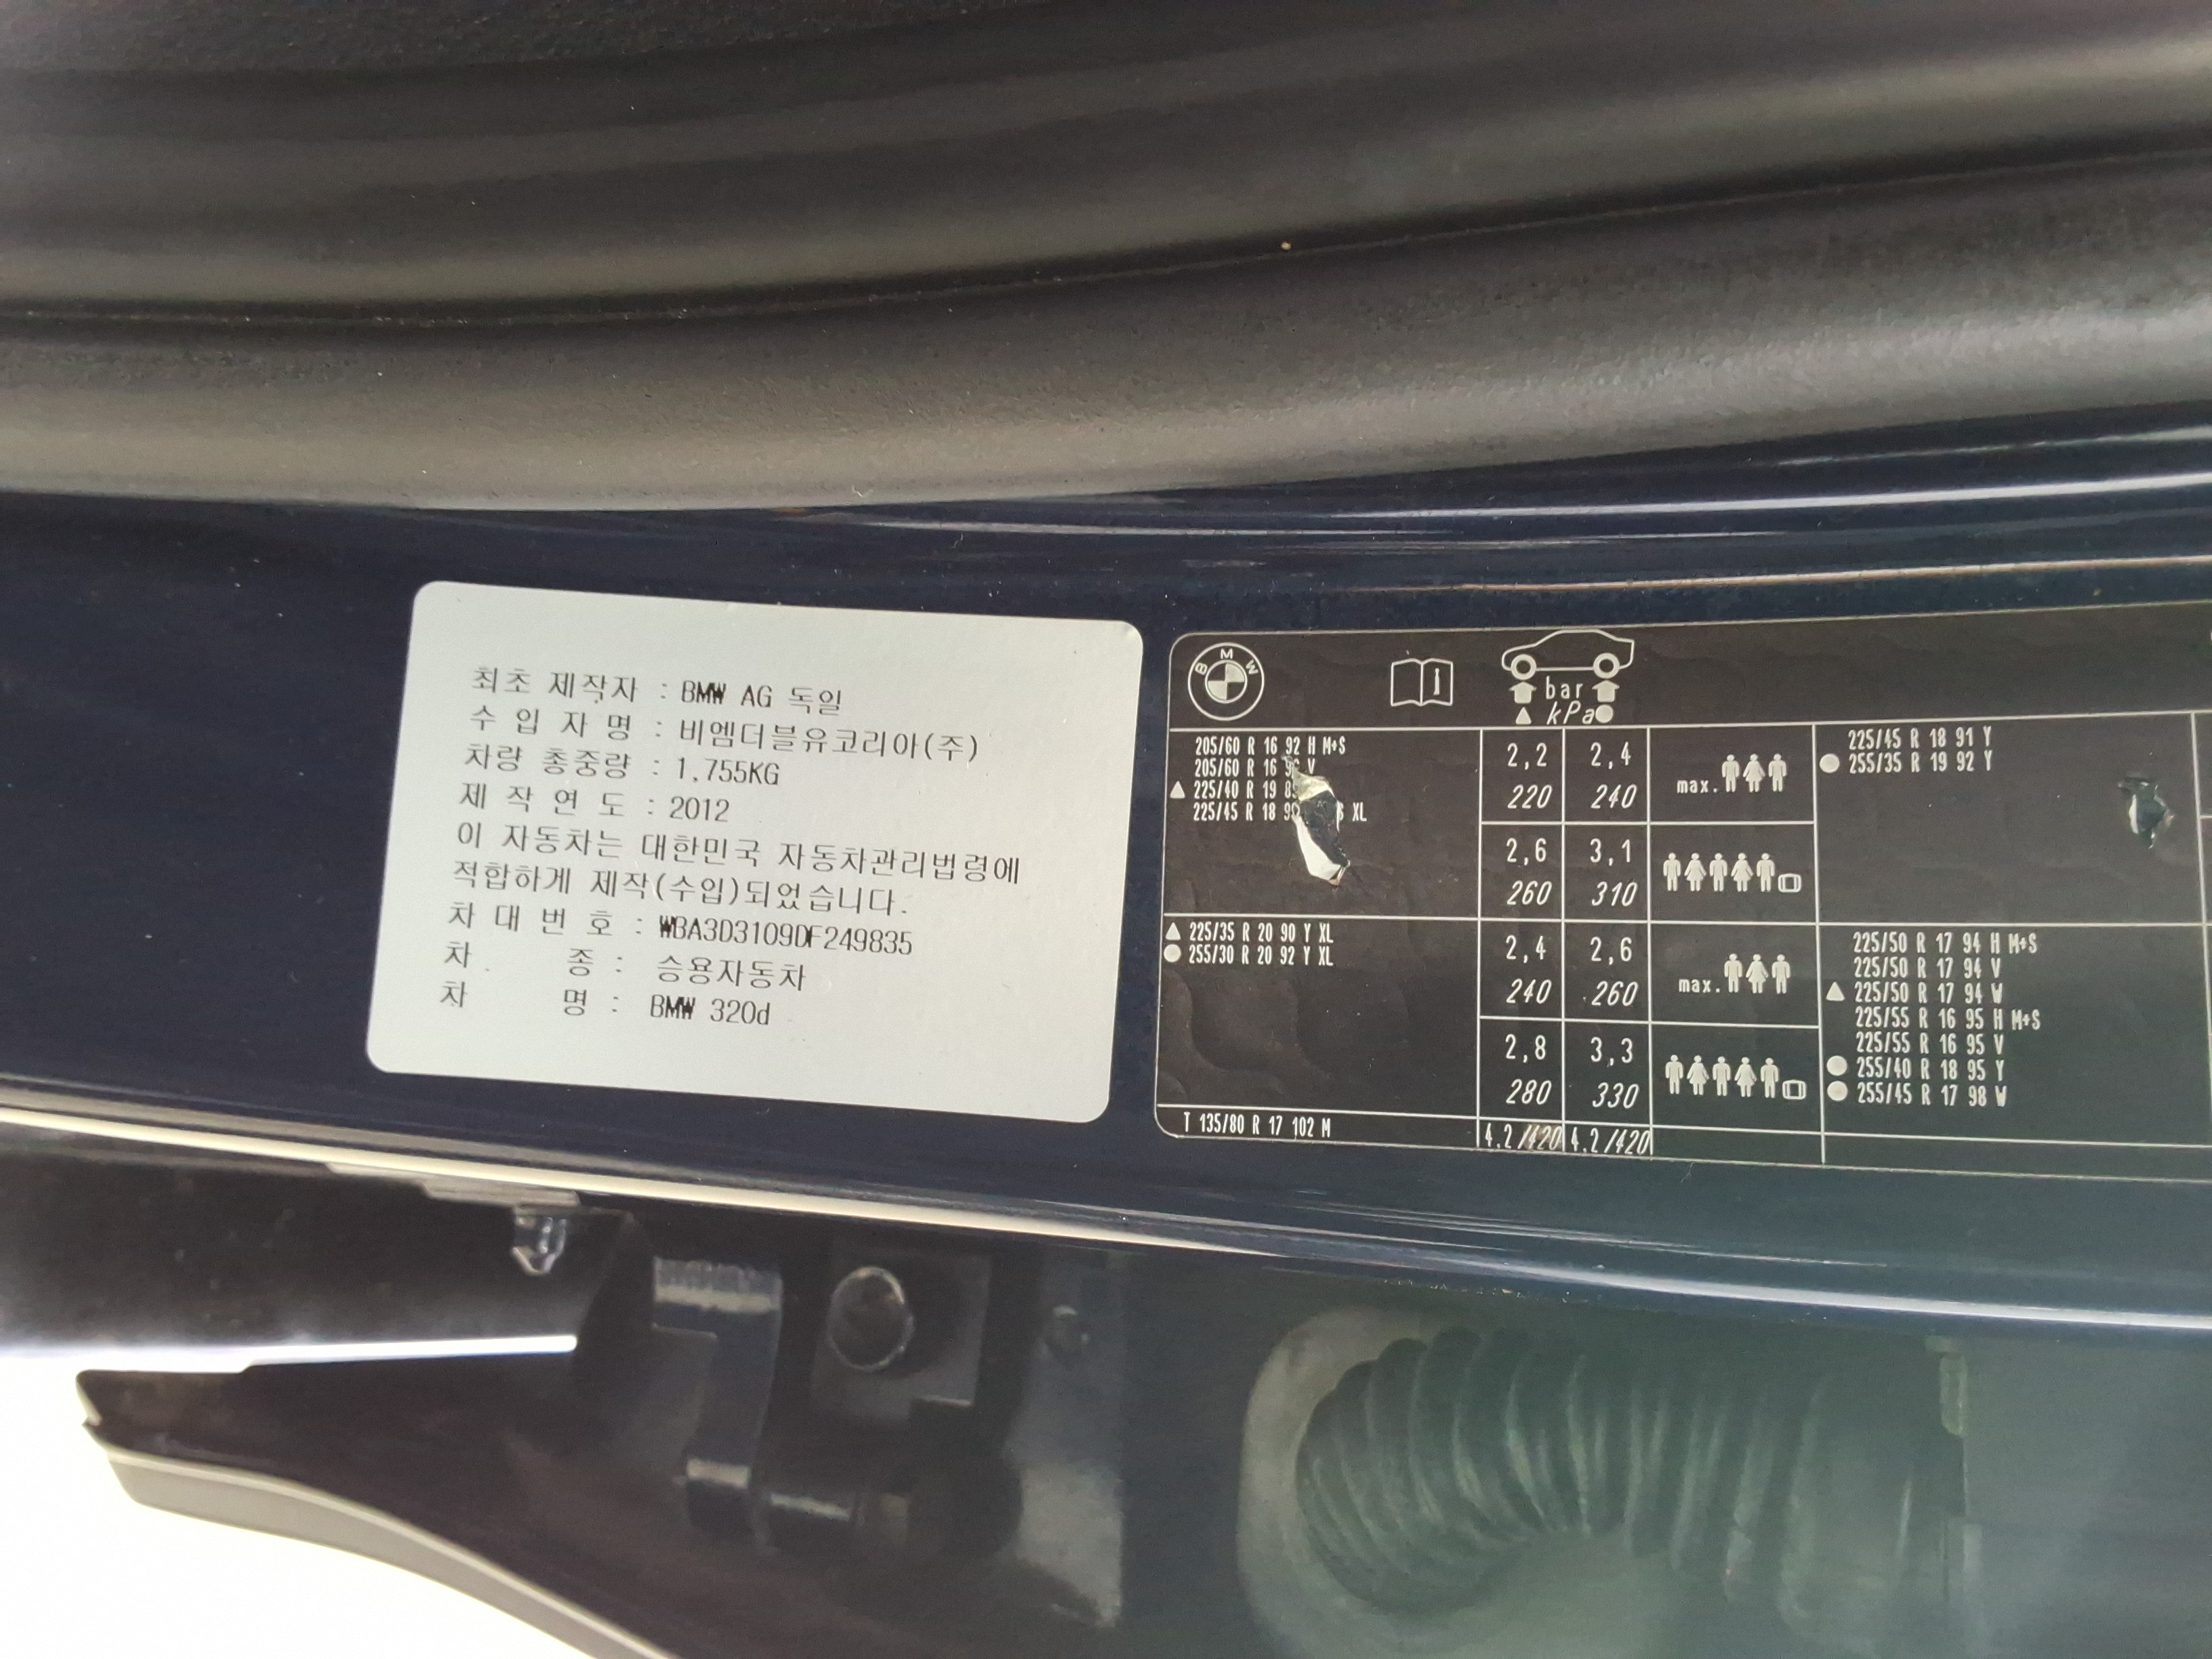 최초 제작자 : BMW AG 독일
수 입 자 명 : 비엠더블유코리아(주)
차량 총중량 : 1,755KG
제 작 연 도 : 2012
이 자동차는 대한민국 자동차관리법령에
적합하게 제작(수입)되었습니다.
차 대 번 호 : WBA3D3109DF249835
차 종 : 승용자동차
차 명 : BMW 320d
BMW
bar
kPa
205/60 R 16 92 H M+S
205/60 R 16 V
225/40 R 19
225/45 R 18 XL
2,2 2,4
220 240
max.
2,6 3,1
260 310
225/45 R 18 91 Y
255/35 R 19 92 Y
225/35 R 20 90 Y XL
255/30 R 20 92 Y XL
2,4 2,6
240 260
max.
2,8 3,3
280 330
225/50 R 17 94 H M+S
225/50 R 17 94 V
225/50 R 17 94 W
225/55 R 16 95 H M+S
225/55 R 16 95 V
255/40 R 18 95 Y
255/45 R 17 98 W
T 135/80 R 17 102 M
4.2/420 4.2/420